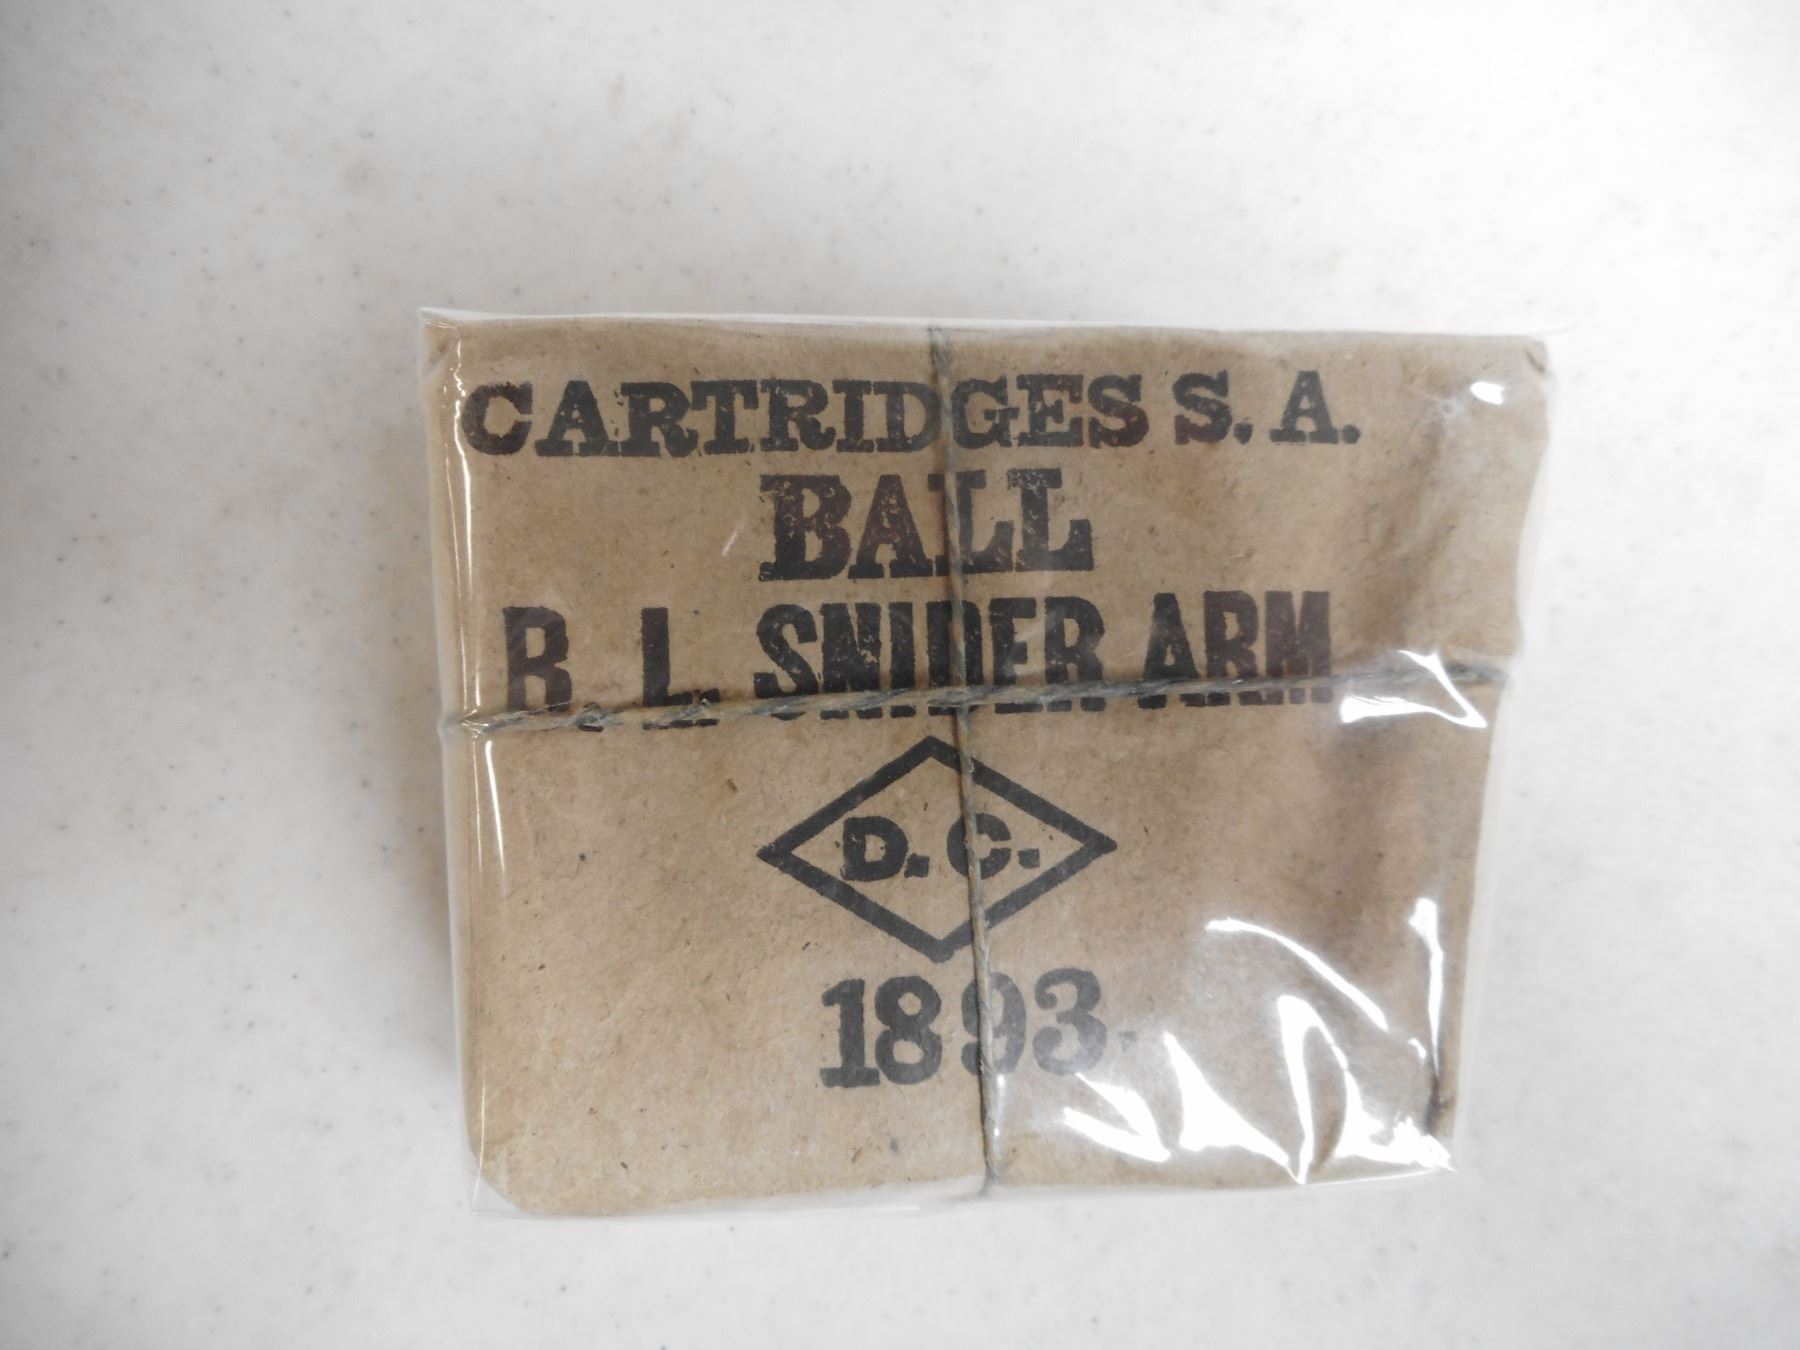 CARTRIDGES S. A.
BALL
B. L. SNIDER ARM
D. C.
1893.